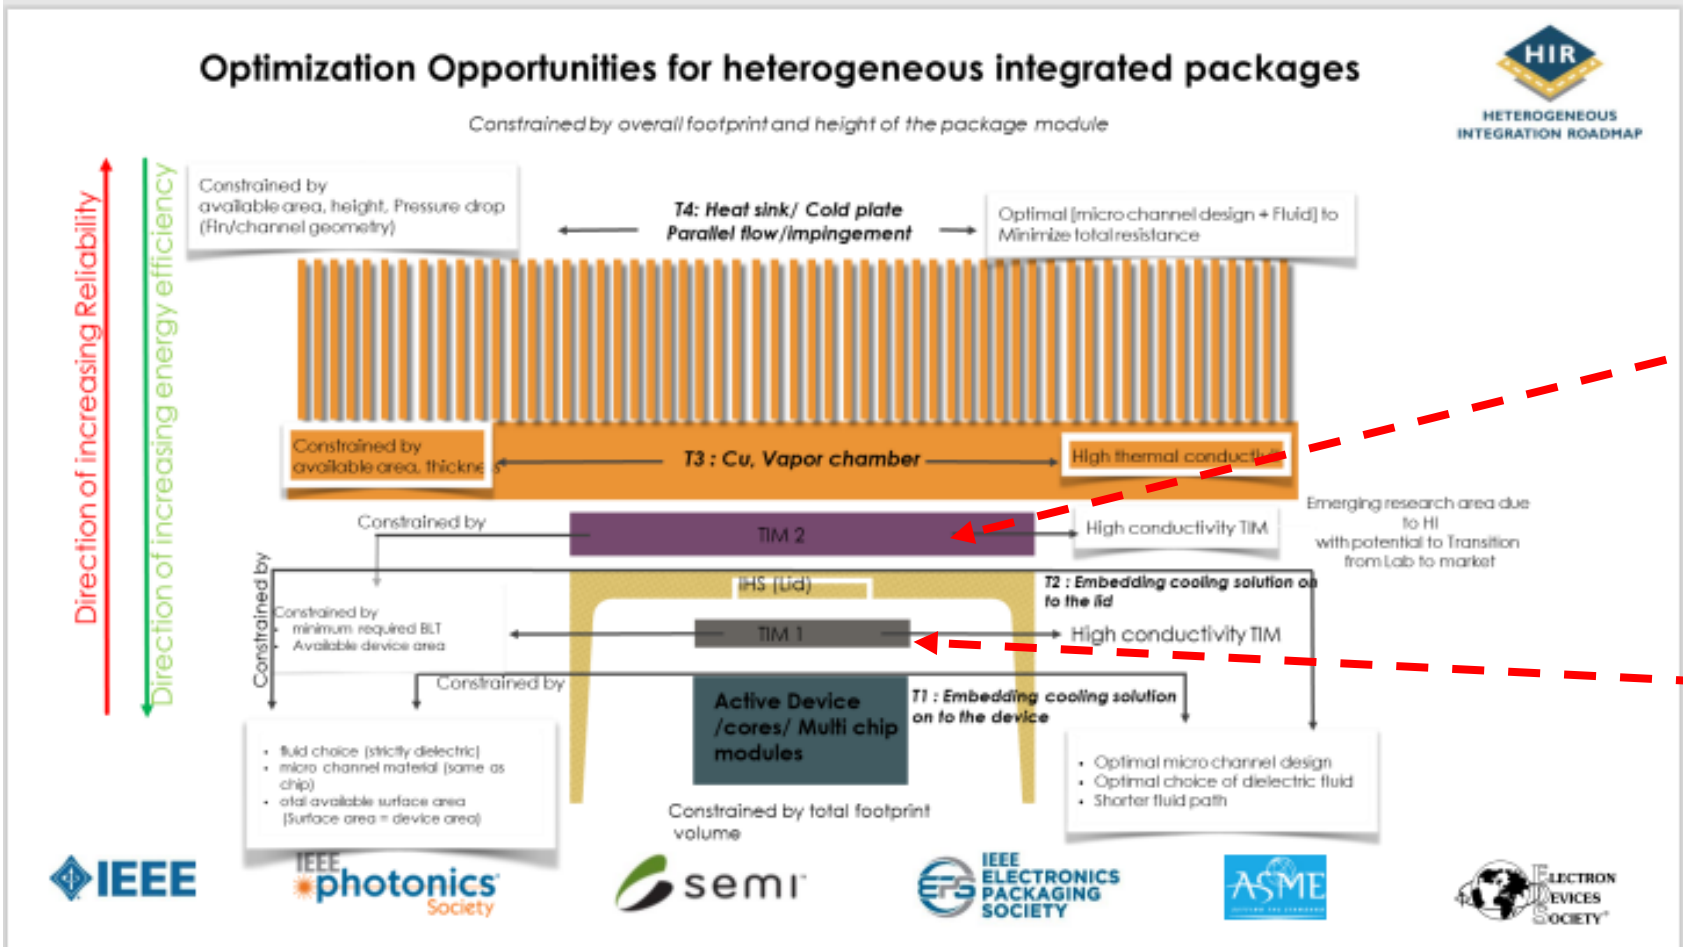 Optimization Opportunities for heterogeneous integrated packages
HIR
HETEROGENEOUS
INTEGRATION ROADMAP
Constrained by overall footprint and height of the package module
Direction of increasing Reliability
Direction of increasing energy efficiency
Constrained by
available area, height, Pressure drop
(Fin/channel geometry)
T4: Heat sink/ Cold plate
Parallel flow/impingement
Optimal [micro channel design + Fluid] to
Minimize total resistance
Constrained by
available area, thicknes
T3 : Cu, Vapor chamber
High thermal conductivi
Constrained by
TIM 2
High conductivity TIM
Emerging research area due
to HI
with potential to Transition
from Lab to market
Constrained by
IHS (Lid)
T2 : Embedding cooling solution on
to the lid
Constrained by
minimum required BLT
• Available device area
TIM 1
High conductivity TIM
Constrained by
Active Device
/cores/ Multi chip
modules
T1 : Embedding cooling solution
on to the device
• fluid choice (strictly dielectric)
• micro channel material (same as
chip)
• otal available surface area
(Surface area = device area)
• Optimal micro channel design
• Optimal choice of dielectric fluid
• Shorter fluid path
Constrained by total footprint
volume
IEEE
IEEE
photonics
Society
semi
EPS
IEEE
ELECTRONICS
PACKAGING
SOCIETY
ASME
ELECTRON
DEVICES
SOCIETY